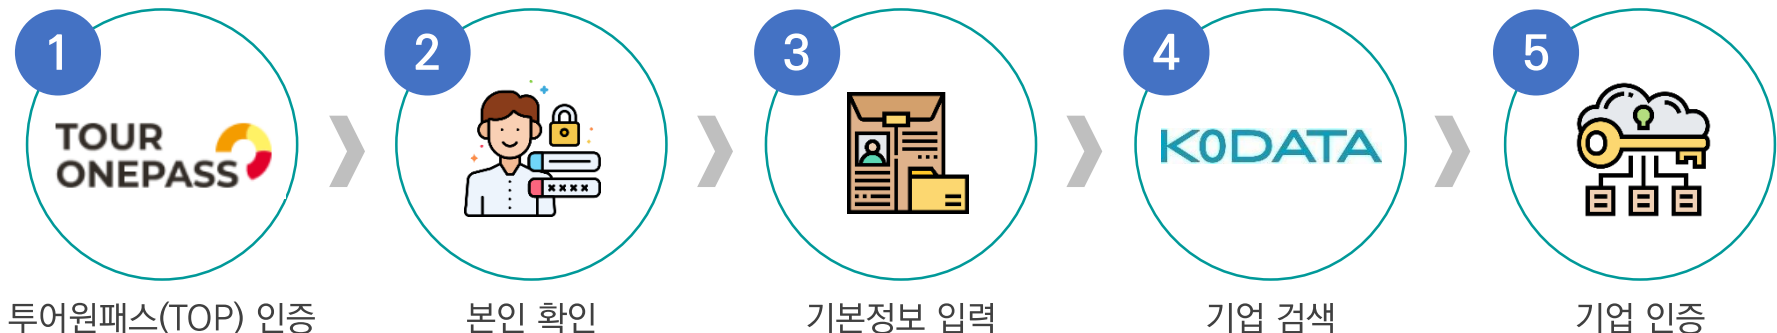 1
TOUR
ONEPASS
투어원패스(TOP) 인증
2
본인 확인
3
기본정보 입력
4
KODATA
기업 검색
5
기업 인증